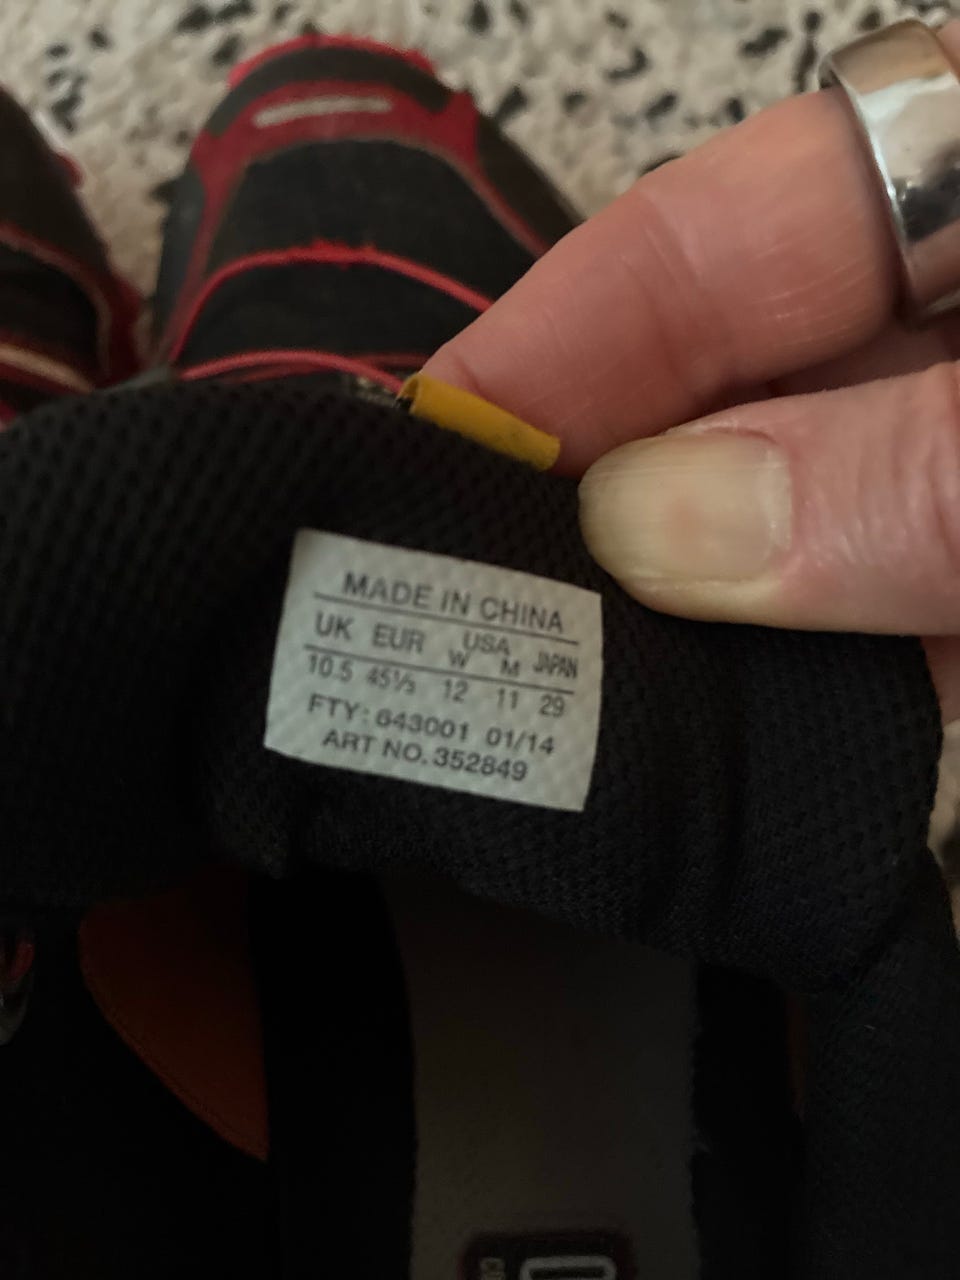 MADE IN CHINA
UK EUR USA JAPAN
W M
10.5 45⅓ 12 11 29
FTY: 643001 01/14
ART NO. 352849